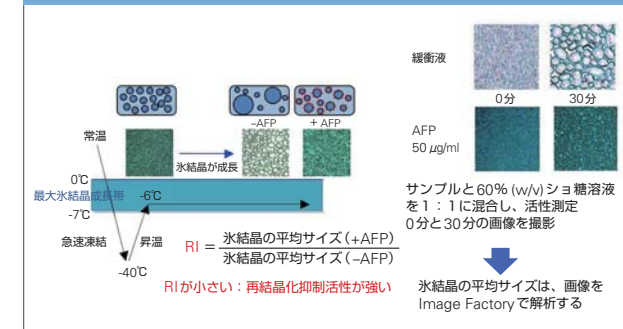 −AFP
+ AFP
常温
氷結晶が成長
0℃
最大氷結晶成長帯
-6℃
-7℃
急速凍結
昇温
-40℃
RI = 氷結晶の平均サイズ(+AFP)
氷結晶の平均サイズ(−AFP)
RIが小さい：再結晶化抑制活性が強い
緩衝液
0分
30分
AFP
50 μg/ml
サンプルと60% (w/v) ショ糖溶液
を1：1に混合し、活性測定
0分と30分の画像を撮影
氷結晶の平均サイズは、画像を
Image Factoryで解析する